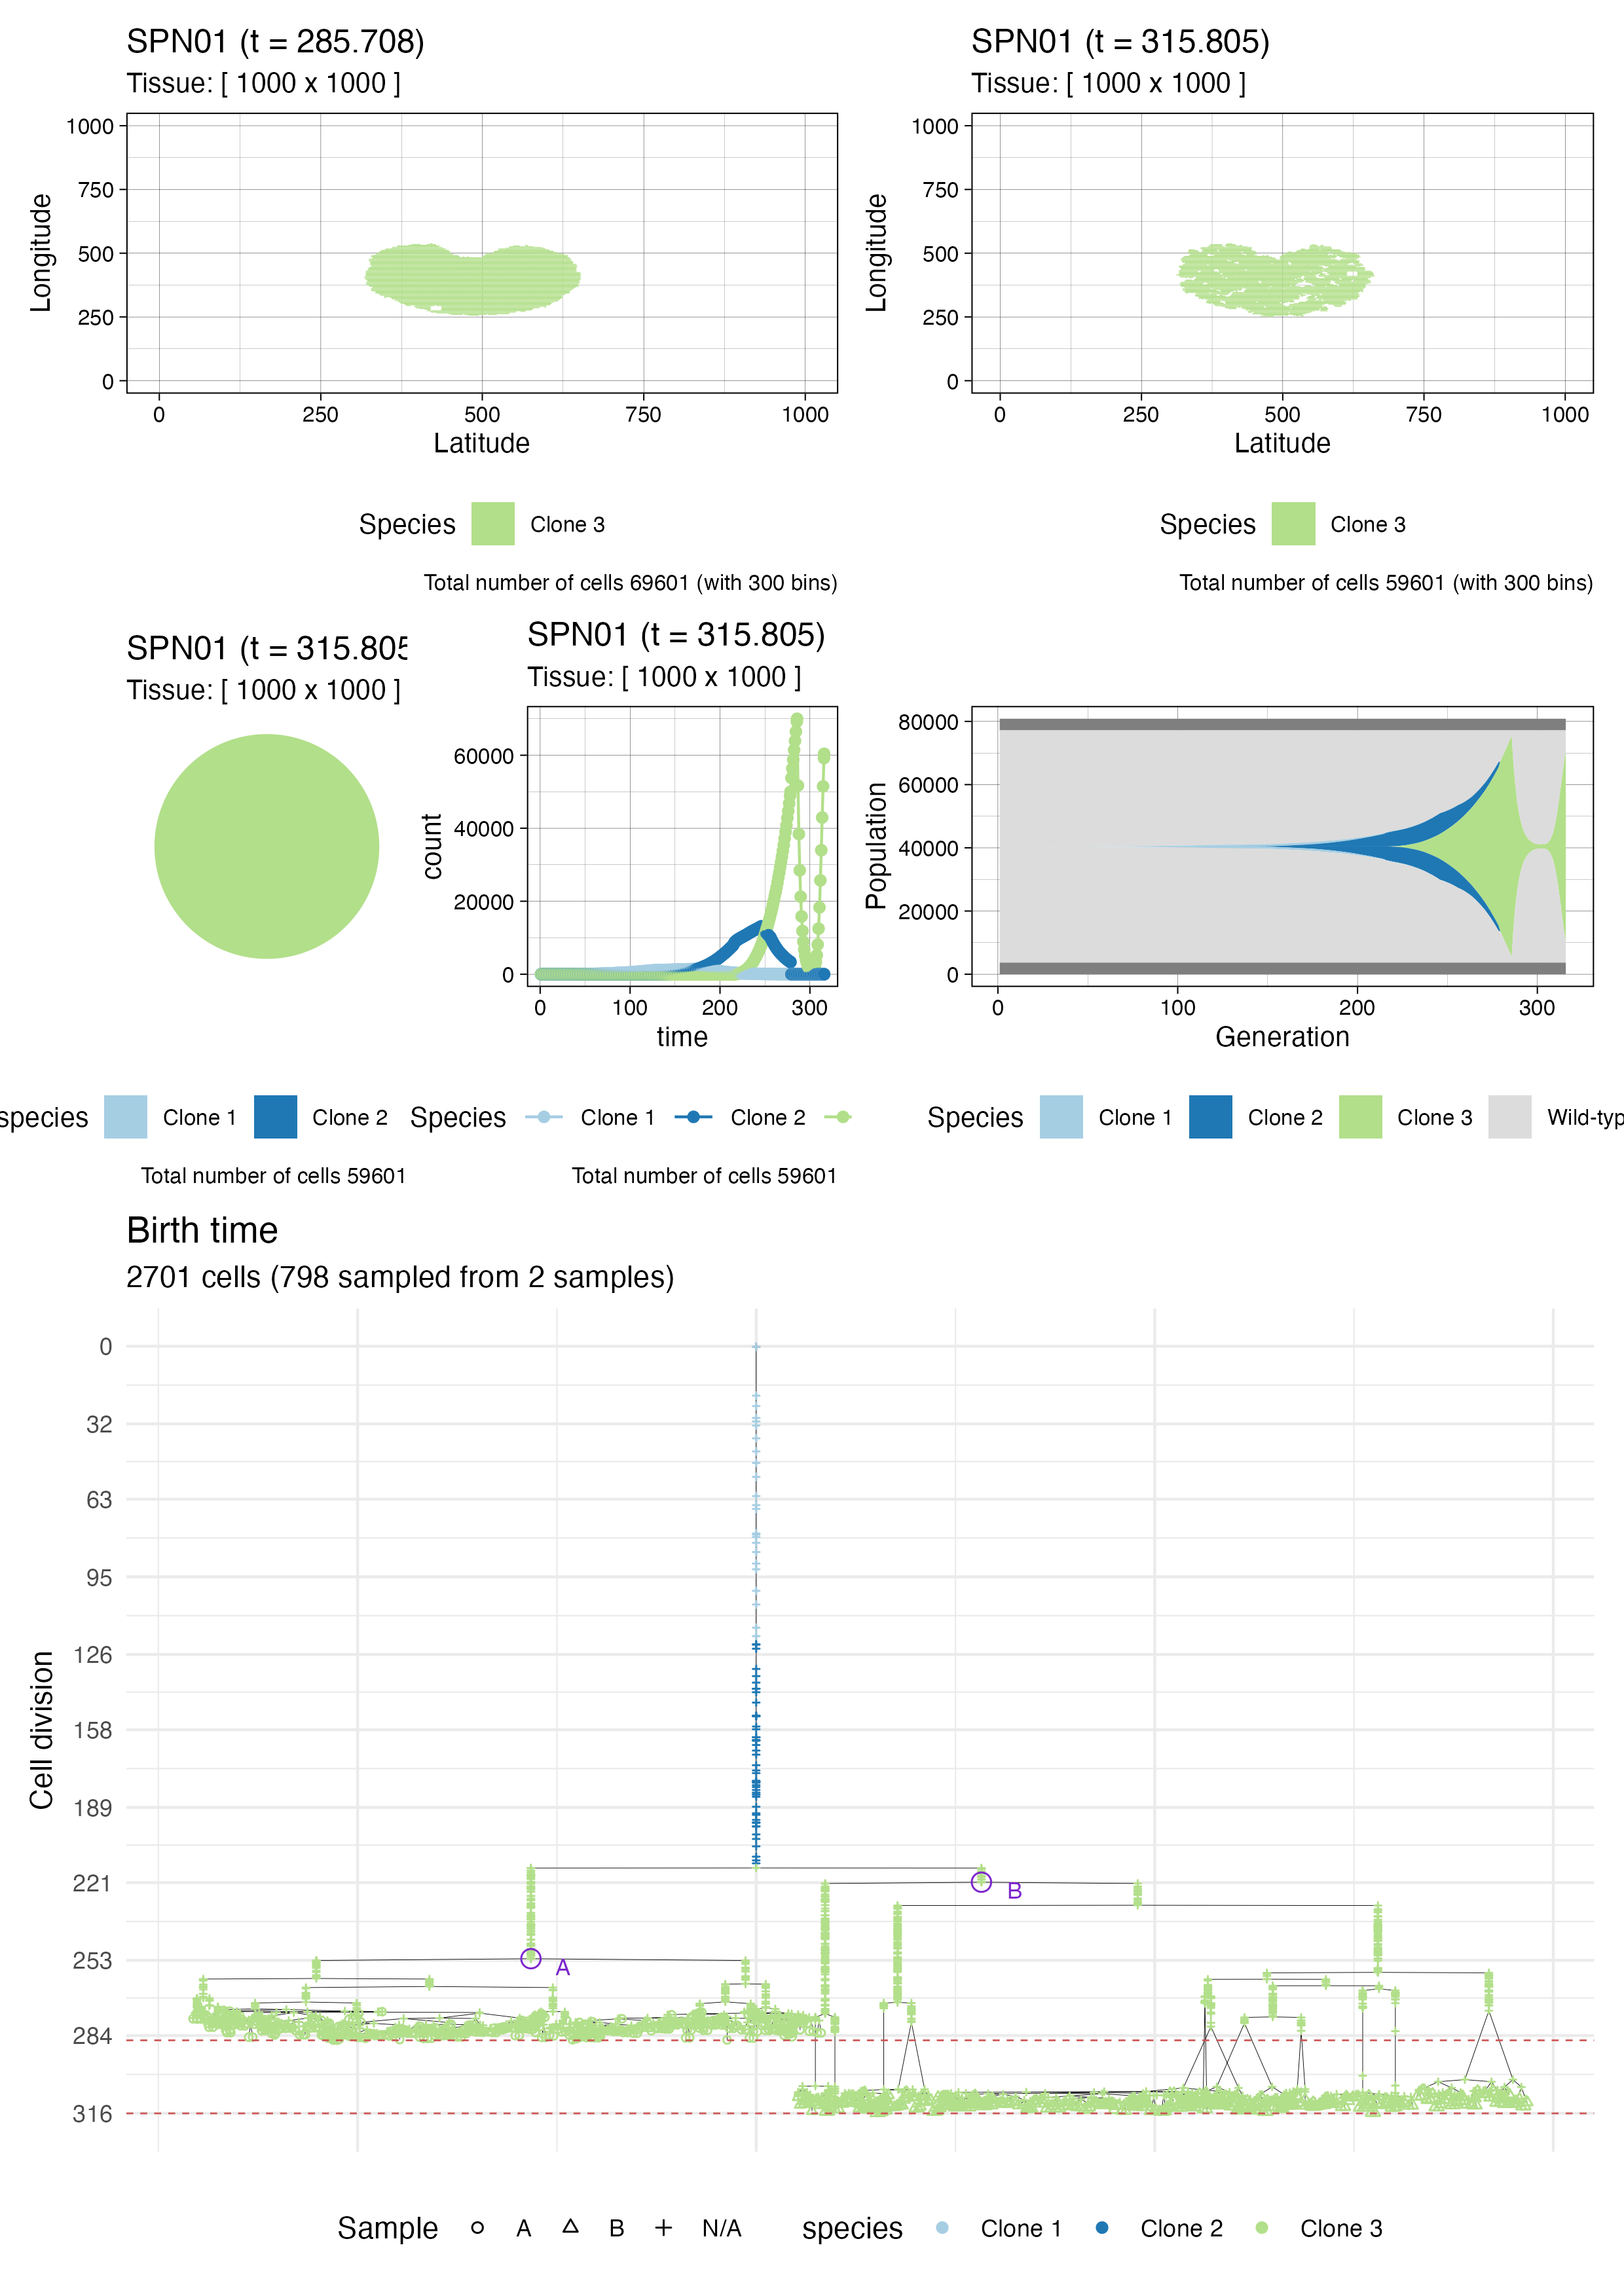 SPN01 (t = 285.708)
Tissue: [ 1000 x 1000 ]
1000
750
500
250
0
Longitude
0 250 500 750 1000
Latitude
Species Clone 3
Total number of cells 69601 (with 300 bins)
SPN01 (t = 315.805)
Tissue: [ 1000 x 1000 ]
1000
750
500
250
0
Longitude
0 250 500 750 1000
Latitude
Species Clone 3
Total number of cells 59601 (with 300 bins)
SPN01 (t = 315.805
Tissue: [ 1000 x 1000 ]
species Clone 1 Clone 2
Total number of cells 59601
SPN01 (t = 315.805)
Tissue: [ 1000 x 1000 ]
60000
40000
20000
0
count
0 100 200 300
time
Species Clone 1 Clone 2
Total number of cells 59601
80000
60000
40000
20000
0
Population
0 100 200 300
Generation
Species Clone 1 Clone 2 Clone 3 Wild-typ
Birth time
2701 cells (798 sampled from 2 samples)
0
32
63
95
126
158
189
221
253
284
316
Cell division
B
A
Sample A B N/A species Clone 1 Clone 2 Clone 3